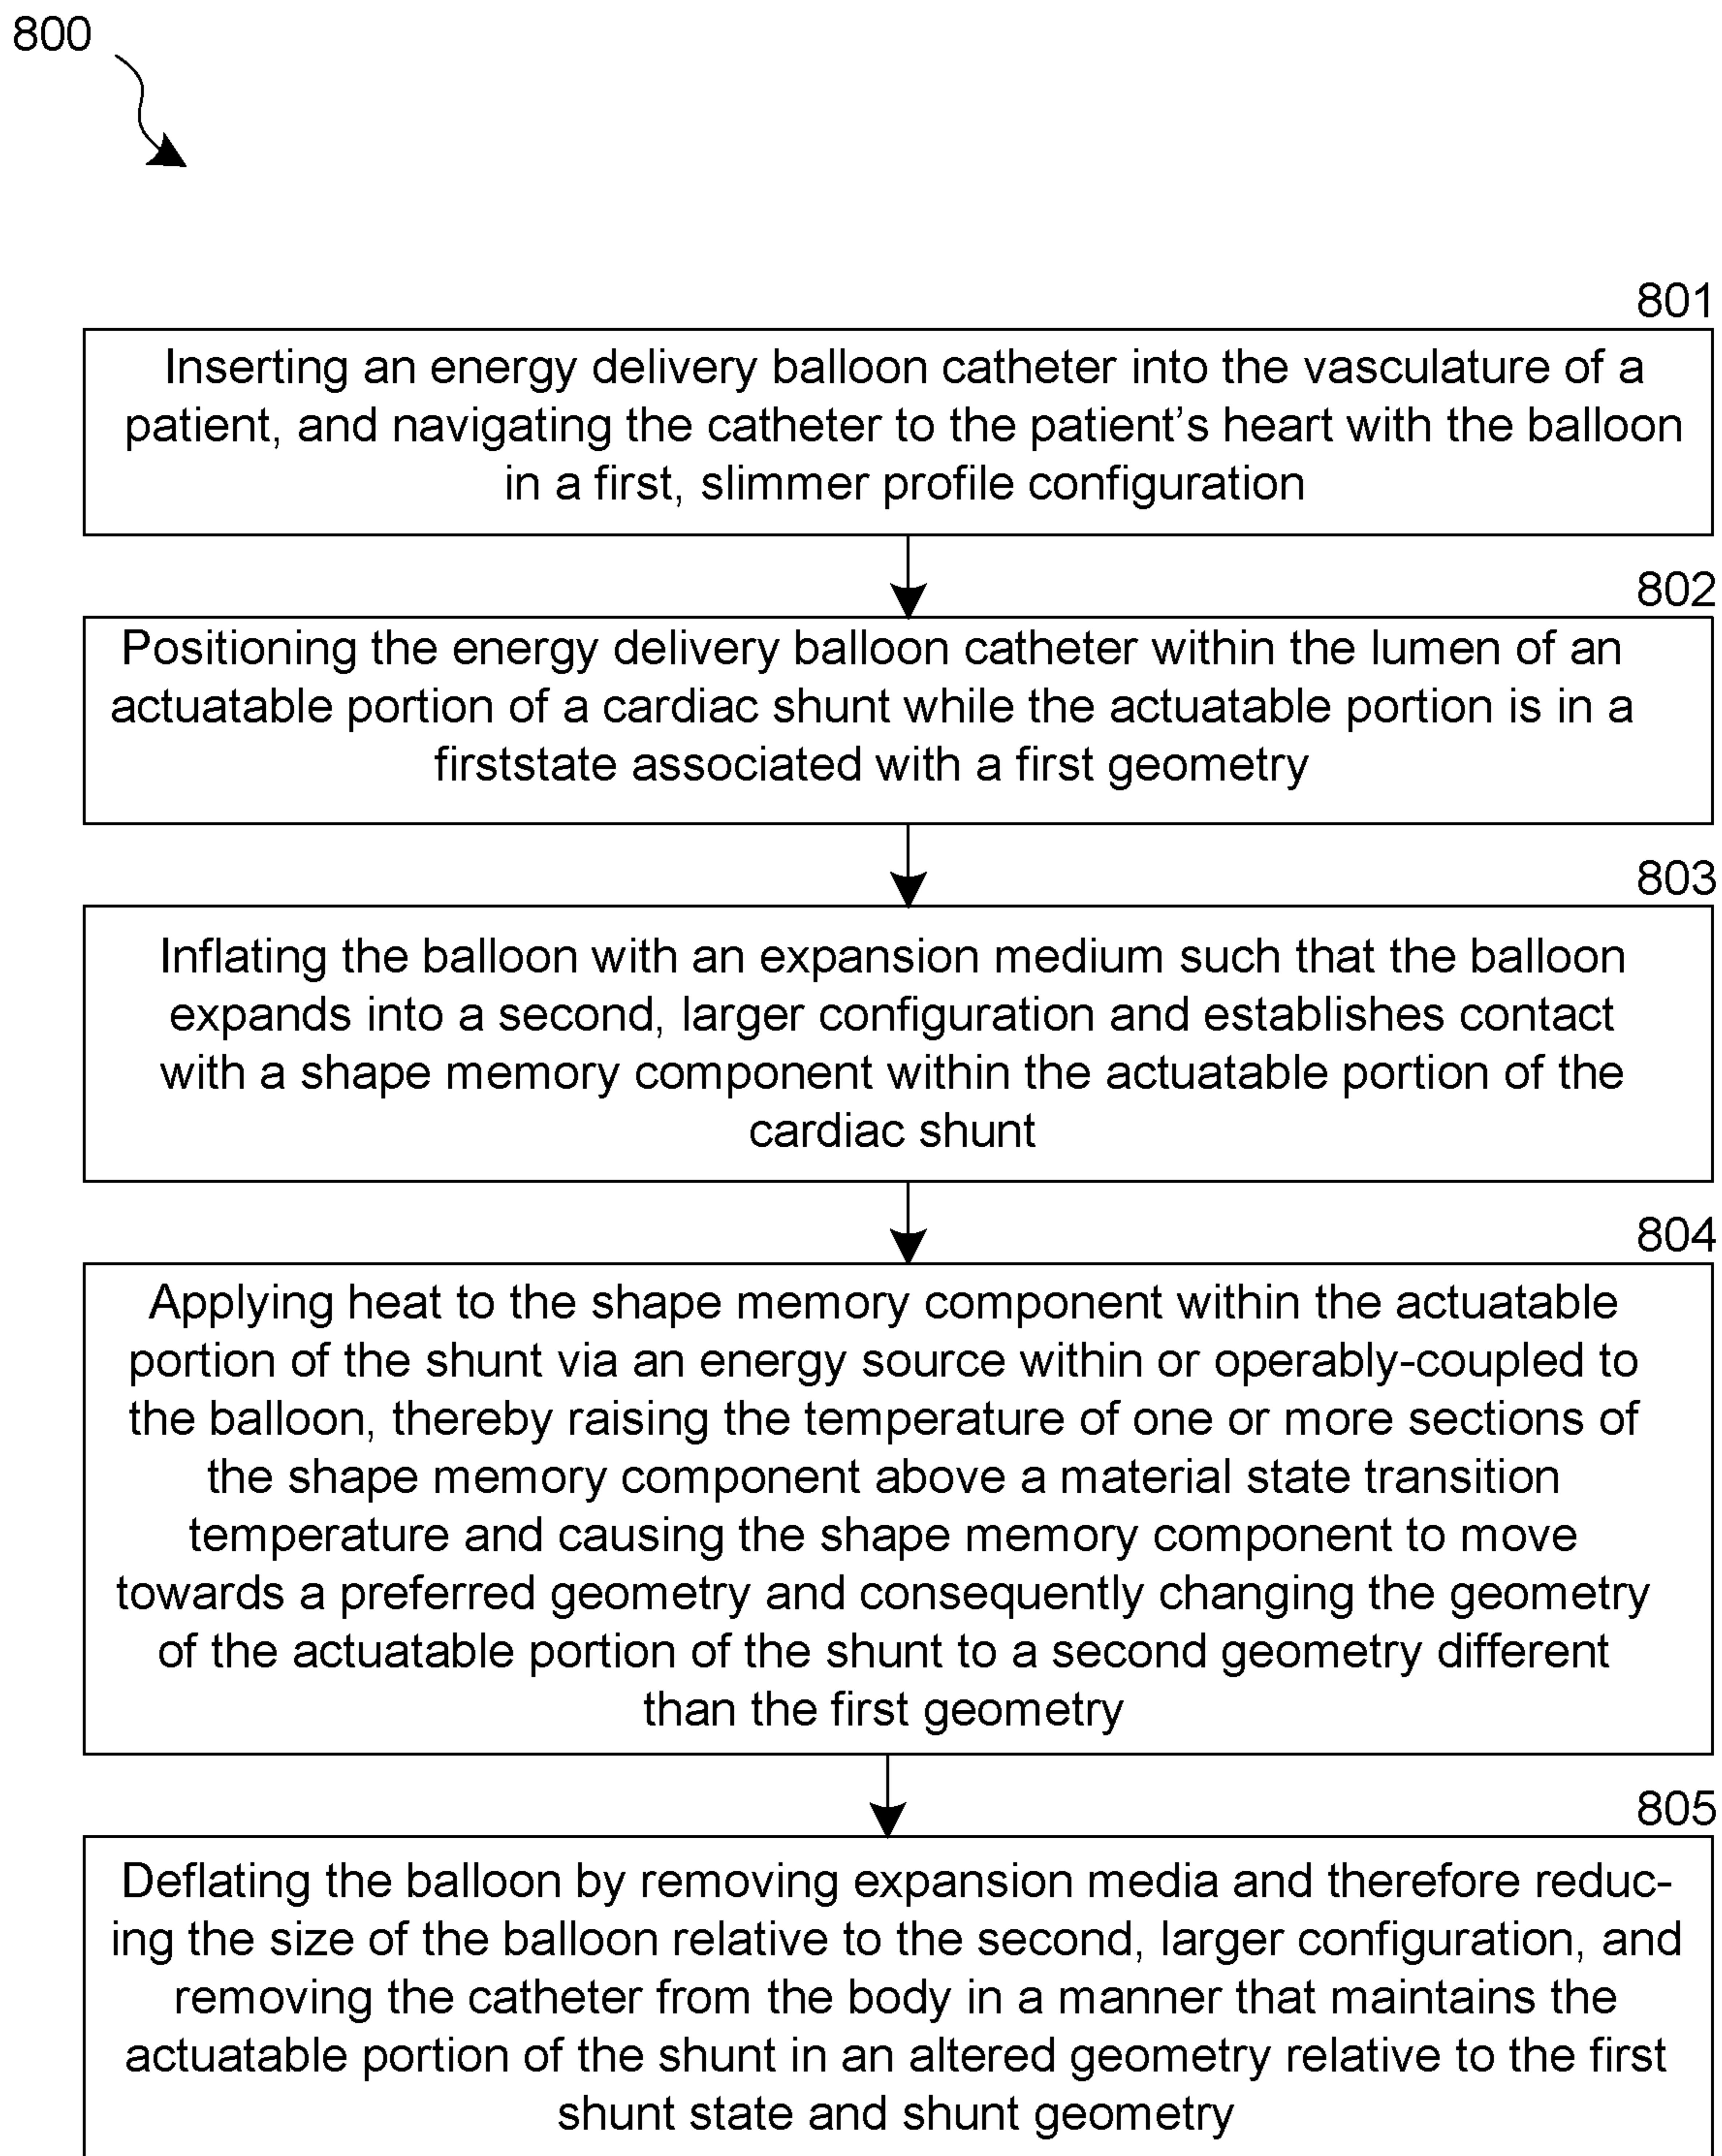 800
801
Inserting an energy delivery balloon catheter into the vasculature of a
patient, and navigating the catheter to the patient’s heart with the balloon
in a first, slimmer profile configuration
802
Positioning the energy delivery balloon catheter within the lumen of an
actuatable portion of a cardiac shunt while the actuatable portion is in a
firststate associated with a first geometry
803
Inflating the balloon with an expansion medium such that the balloon
expands into a second, larger configuration and establishes contact
with a shape memory component within the actuatable portion of the
cardiac shunt
804
Applying heat to the shape memory component within the actuatable
portion of the shunt via an energy source within or operably-coupled to
the balloon, thereby raising the temperature of one or more sections of
the shape memory component above a material state transition
temperature and causing the shape memory component to move
towards a preferred geometry and consequently changing the geometry
of the actuatable portion of the shunt to a second geometry different
than the first geometry
805
Deflating the balloon by removing expansion media and therefore reduc-
ing the size of the balloon relative to the second, larger configuration, and
removing the catheter from the body in a manner that maintains the
actuatable portion of the shunt in an altered geometry relative to the first
shunt state and shunt geometry